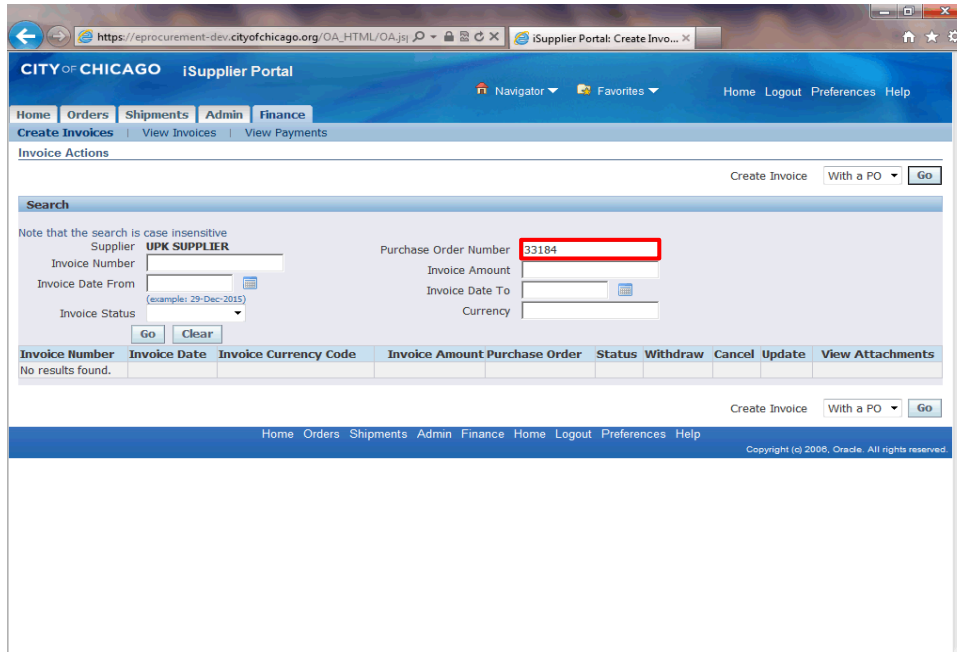 https://eprocurement-dev.cityofchicago.org/OA_HTML/OA.js
iSupplier Portal: Create Invo...
CITY OF CHICAGO iSupplier Portal
Navigator Favorites Home Logout Preferences Help
Home Orders Shipments Admin Finance
Create Invoices | View Invoices | View Payments
Invoice Actions
Create Invoice With a PO Go
Search
Note that the search is case insensitive
Supplier UPK SUPPLIER
Purchase Order Number 33184
Invoice Number
Invoice Amount
Invoice Date From
Invoice Date To
(example: 29-Dec-2015)
Invoice Status
Currency
Go Clear
Invoice Number Invoice Date Invoice Currency Code Invoice Amount Purchase Order Status Withdraw Cancel Update View Attachments
No results found.
Create Invoice With a PO Go
Home Orders Shipments Admin Finance Home Logout Preferences Help
Copyright (c) 2006, Oracle. All rights reserved.